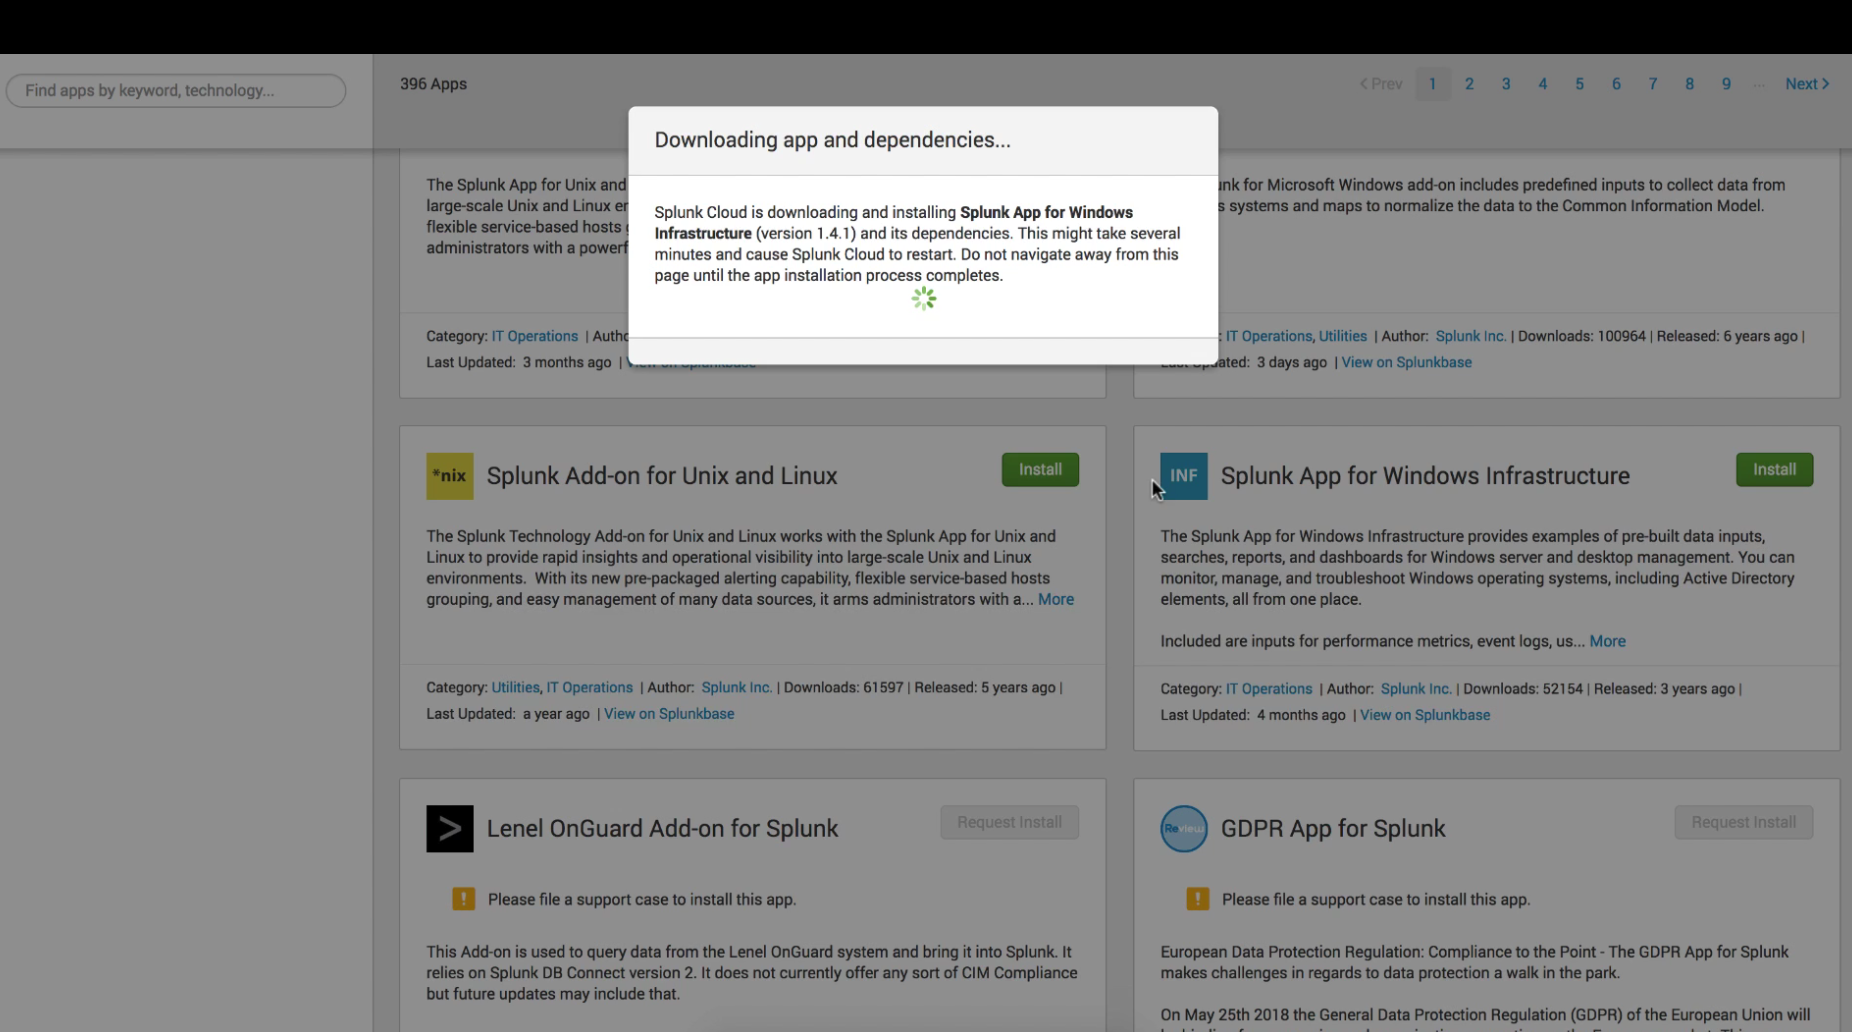 Find apps by keyword, technology...
396 Apps
< Prev 1 2 3 4 5 6 7 8 9 ... Next >
Downloading app and dependencies...
Splunk Cloud is downloading and installing Splunk App for Windows
Infrastructure (version 1.4.1) and its dependencies. This might take several
minutes and cause Splunk Cloud to restart. Do not navigate away from this
page until the app installation process completes.
The Splunk App for Unix and
large-scale Unix and Linux
flexible service-based hosts
administrators with a
Category: IT Operations |
Last Updated: 3 months ago | View on Splunkbase
for Microsoft Windows add-on includes predefined inputs to collect data from
systems and maps to normalize the data to the Common Information Model.
IT Operations, Utilities | Author: Splunk Inc. | Downloads: 100964 | Released: 6 years ago |
Last Updated: 3 days ago | View on Splunkbase
*nix
Splunk Add-on for Unix and Linux
Install
The Splunk Technology Add-on for Unix and Linux works with the Splunk App for Unix and
Linux to provide rapid insights and operational visibility into large-scale Unix and Linux
environments. With its new pre-packaged alerting capability, flexible service-based hosts
grouping, and easy management of many data sources, it arms administrators with a... More
Category: Utilities, IT Operations | Author: Splunk Inc. | Downloads: 61597 | Released: 5 years ago |
Last Updated: a year ago | View on Splunkbase
INF
Splunk App for Windows Infrastructure
Install
The Splunk App for Windows Infrastructure provides examples of pre-built data inputs,
searches, reports, and dashboards for Windows server and desktop management. You can
monitor, manage, and troubleshoot Windows operating systems, including Active Directory
elements, all from one place.
Included are inputs for performance metrics, event logs, us... More
Category: IT Operations | Author: Splunk Inc. | Downloads: 52154 | Released: 3 years ago |
Last Updated: 4 months ago | View on Splunkbase
>
Lenel OnGuard Add-on for Splunk
Request Install
! Please file a support case to install this app.
This Add-on is used to query data from the Lenel OnGuard system and bring it into Splunk. It
relies on Splunk DB Connect version 2. It does not currently offer any sort of CIM Compliance
but future updates may include that.
Review
GDPR App for Splunk
Request Install
! Please file a support case to install this app.
European Data Protection Regulation: Compliance to the Point - The GDPR App for Splunk
makes challenges in regards to data protection a walk in the park.
On May 25th 2018 the General Data Protection Regulation (GDPR) of the European Union will